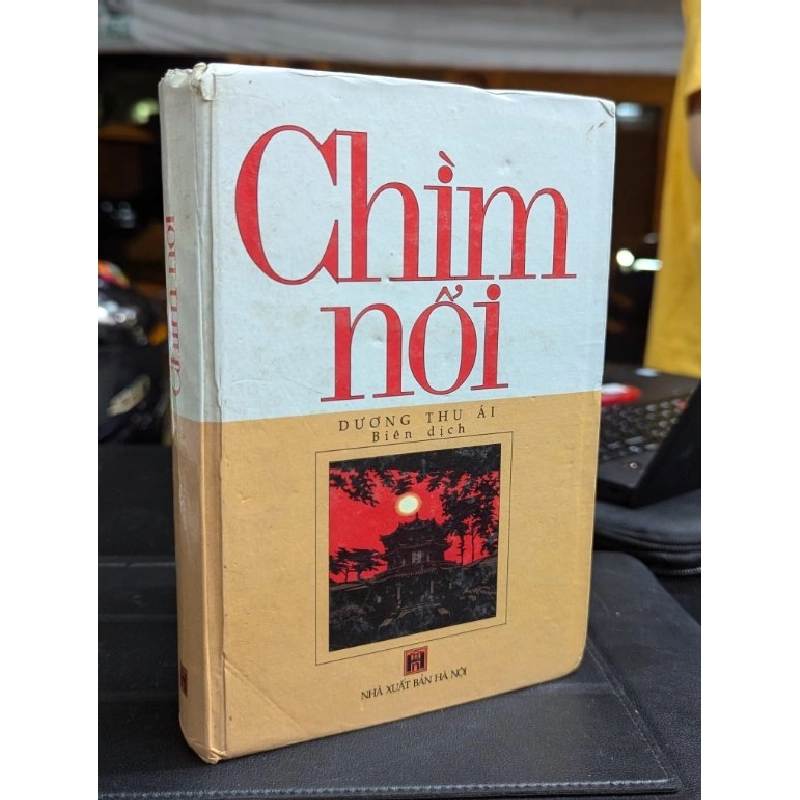 Chìm
nổi
DƯƠNG THU ÁI
Biên dịch
NHÀ XUẤT BẢN HÀ NỘI
Chìm nổi